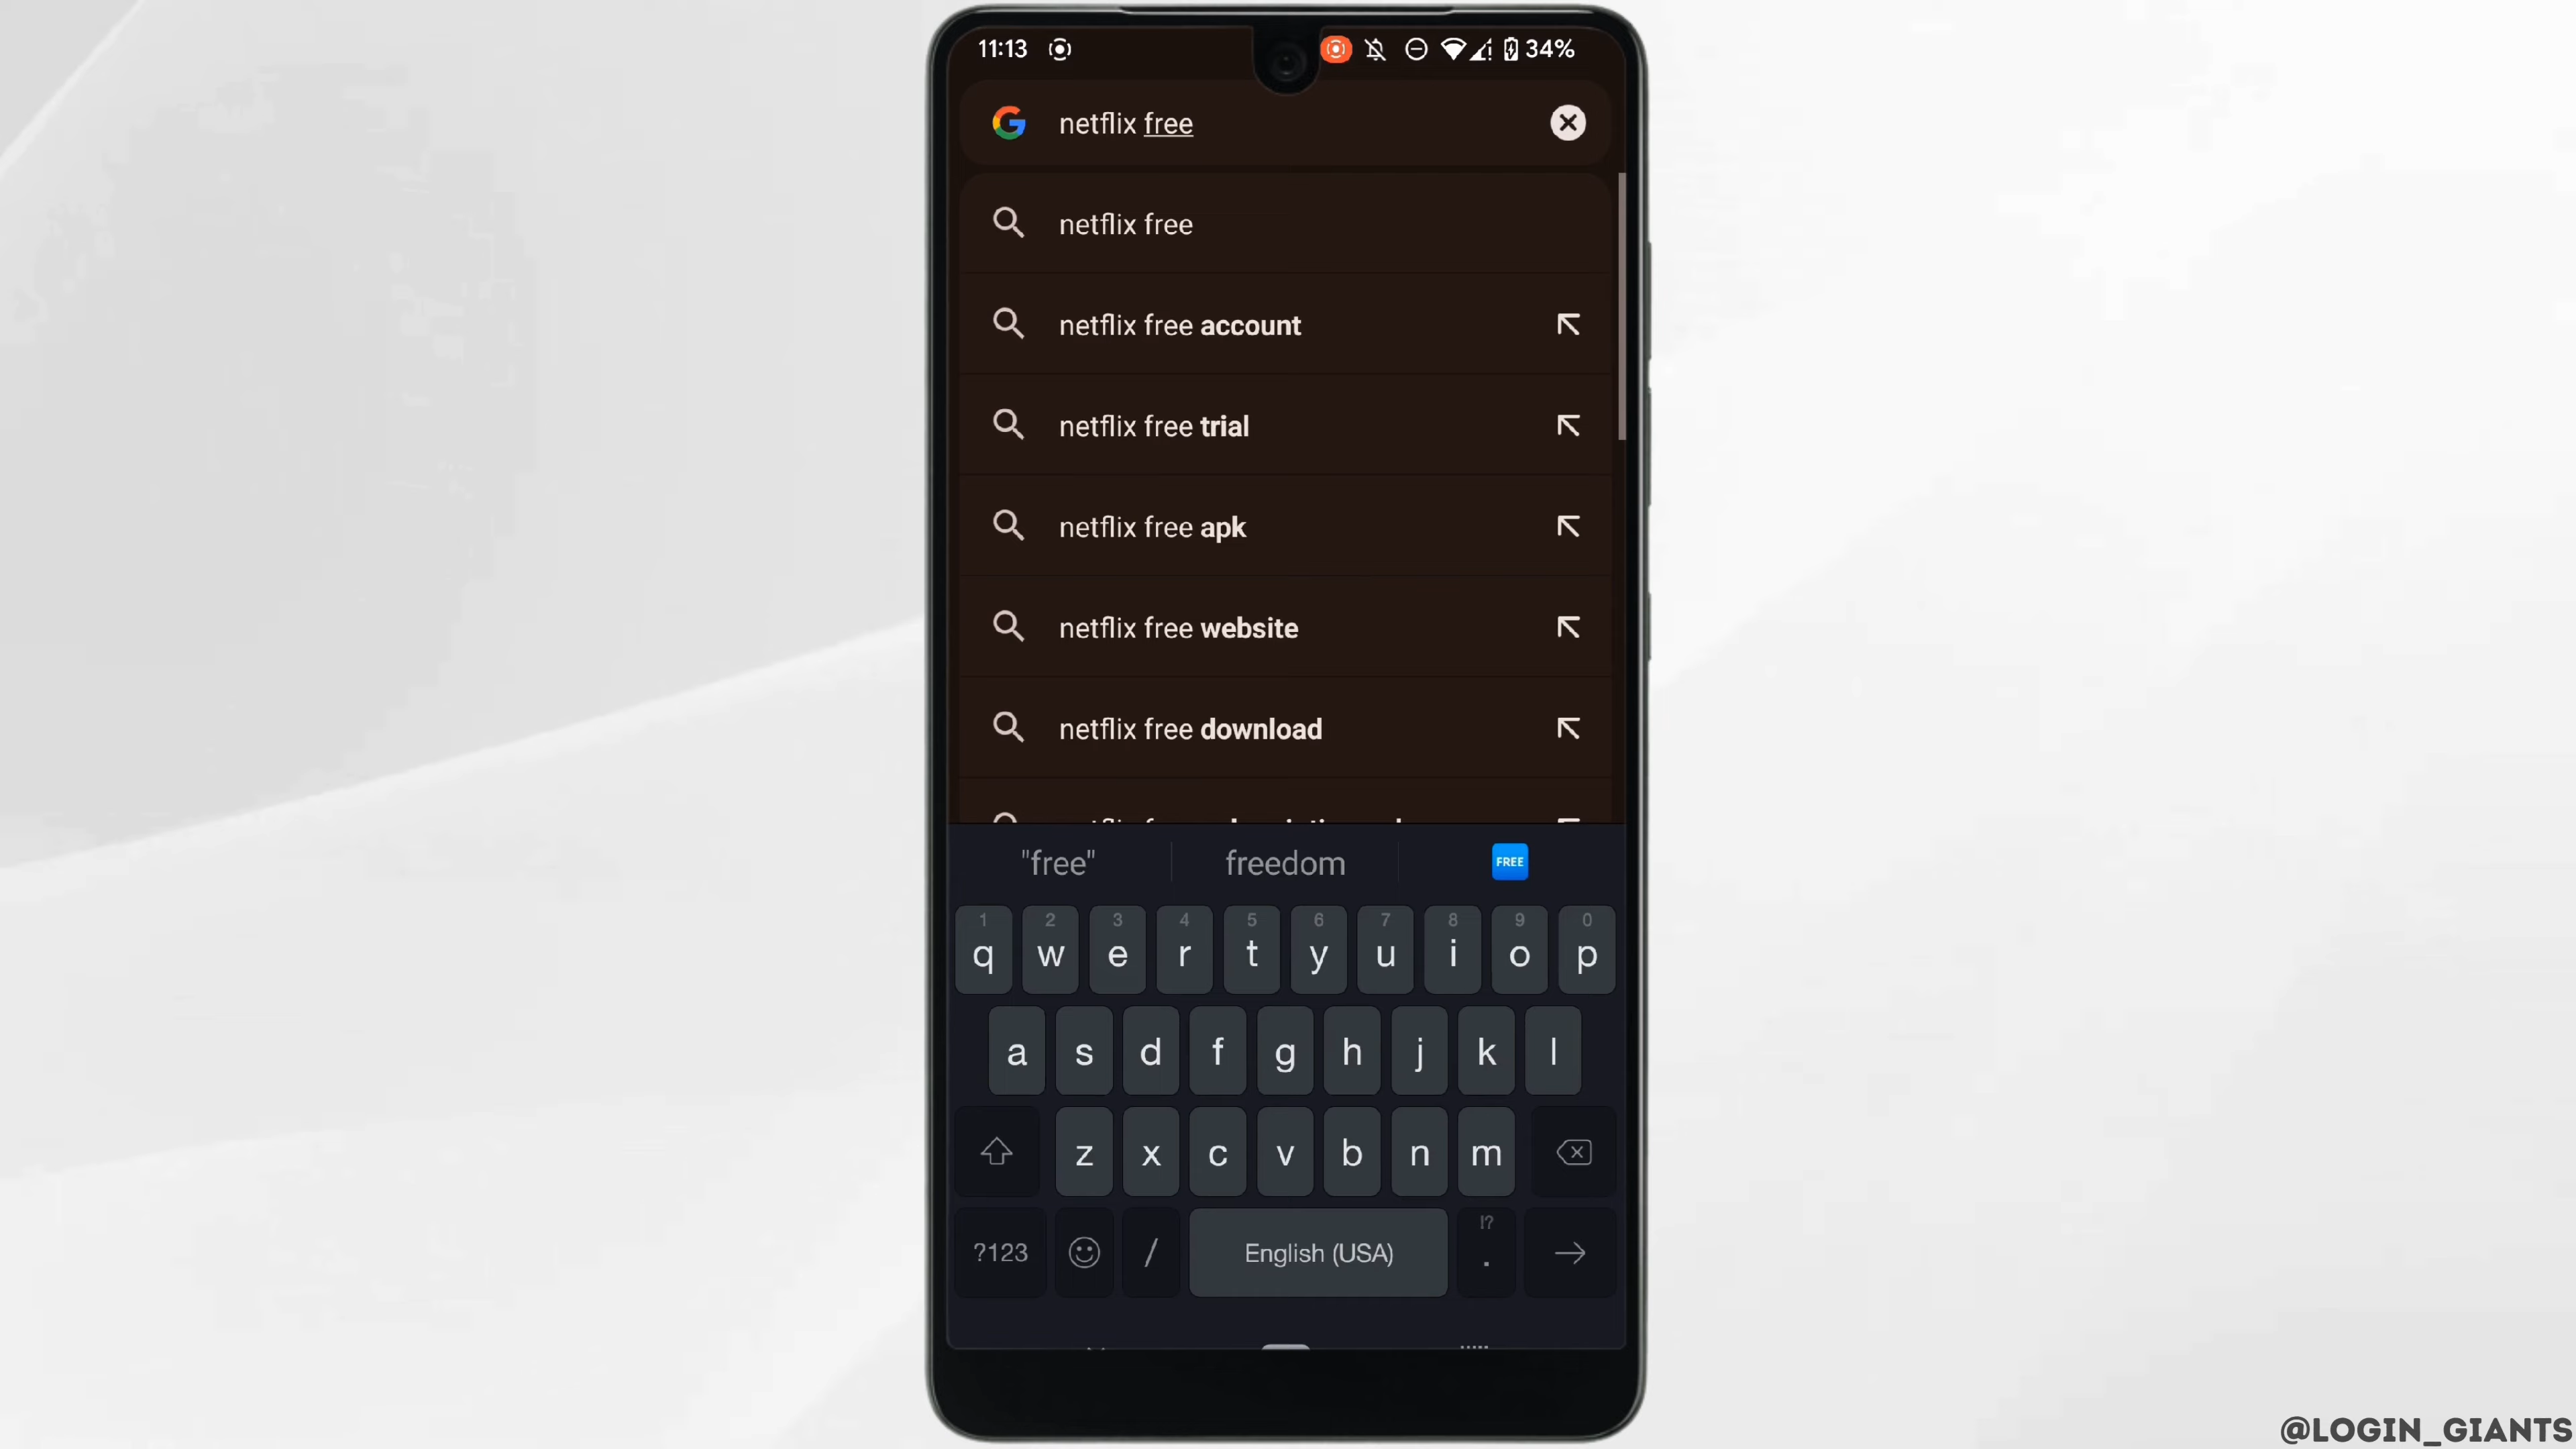 11:13
34%
netflix free
netflix free
netflix free account
netflix free trial
netflix free apk
netflix free website
netflix free download
"free" freedom FREE
1 2 3 4 5 6 7 8 9 0
q w e r t y u i o p
a s d f g h j k l
z x c v b n m
!?
?123 / English (USA) .
@LOGIN_GIANTS